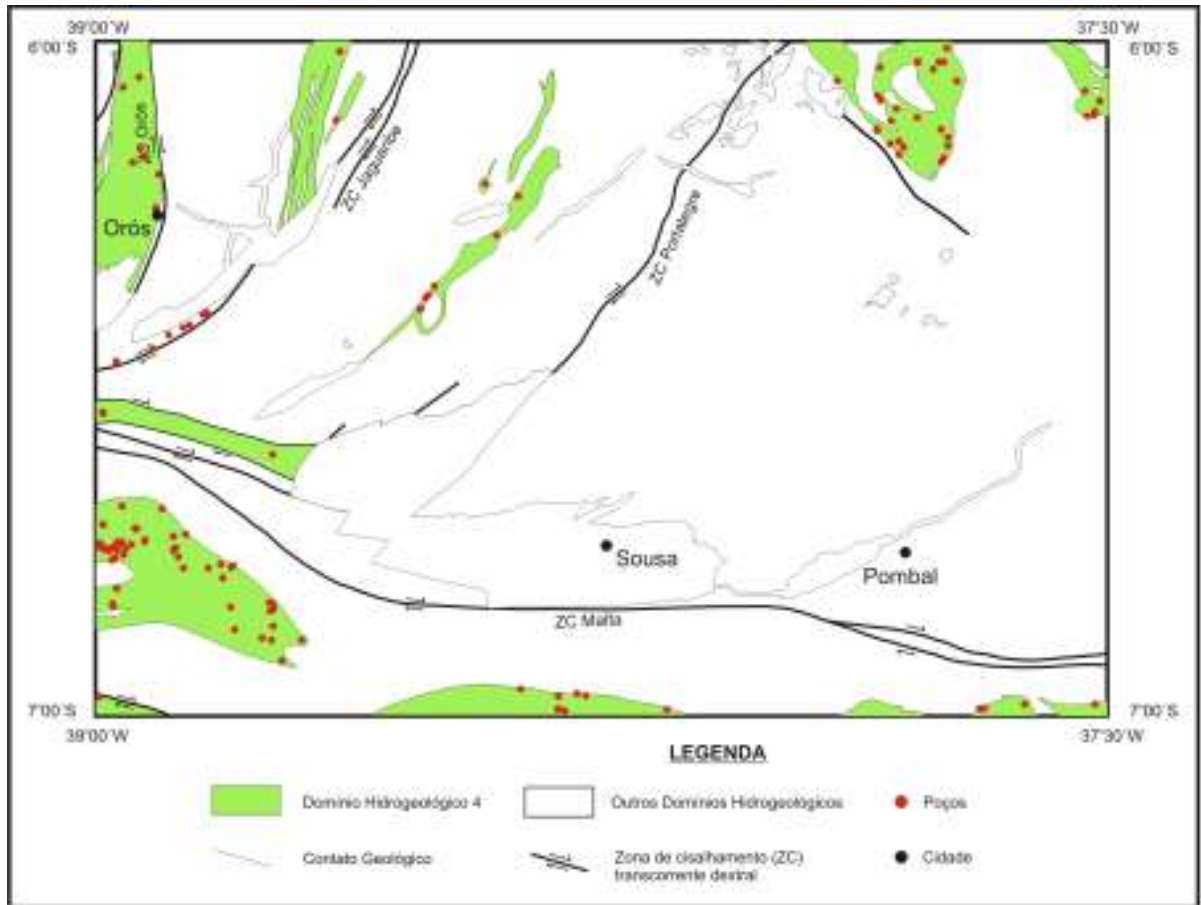 39°00´W
37°30´W
6°00´S
6°00´S
ZC Orós
ZC Jaguaribe
Orós
ZC Portalegre
Sousa
Pombal
ZC Malta
7°00´S
7°00´S
39°00´W
37°30´W
LEGENDA
Domínio Hidrogeológico 4
Outros Domínios Hidrogeológicos
Poços
Contato Geológico
Zona de cisalhamento (ZC)
transcorrente dextral
Cidade